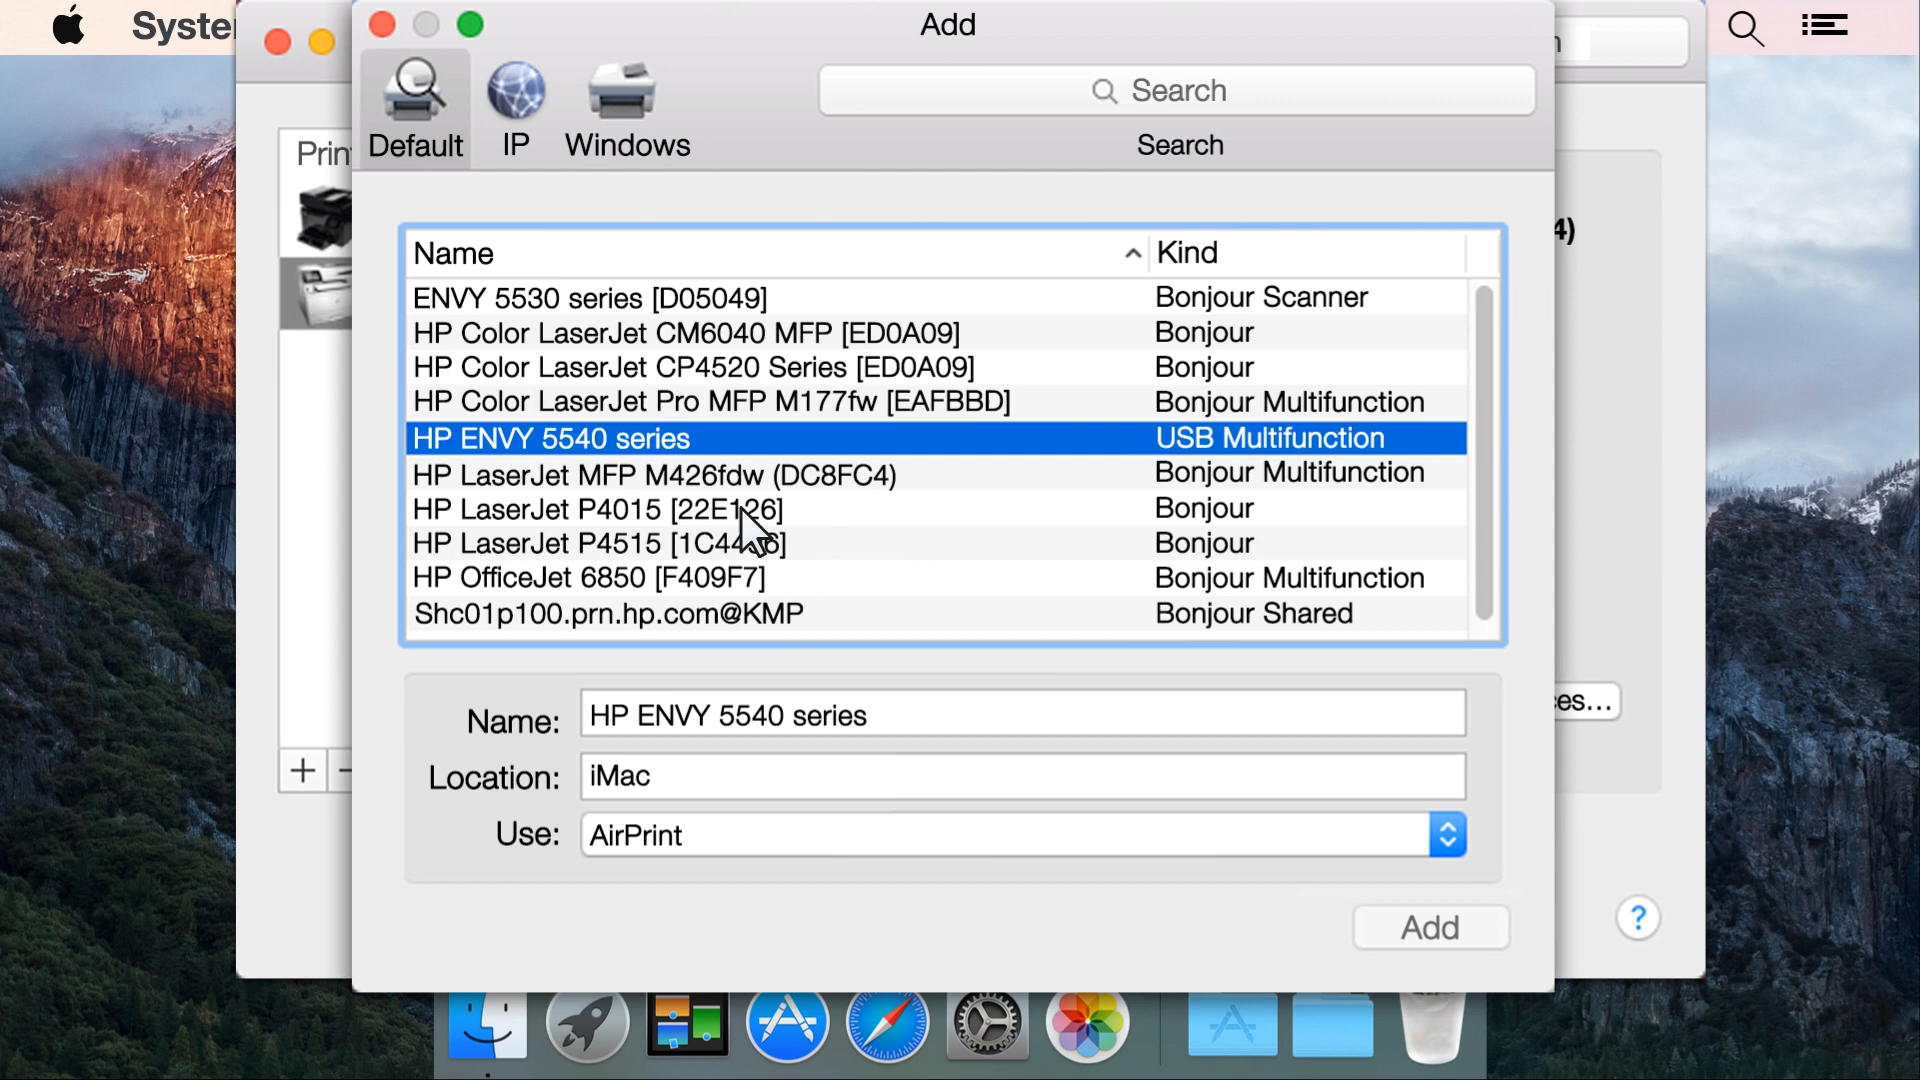 Syste
Add
Default
IP
Windows
Search
Search
Prin
4)
Name
Kind
ENVY 5530 series [D05049]
Bonjour Scanner
HP Color LaserJet CM6040 MFP [ED0A09]
Bonjour
HP Color LaserJet CP4520 Series [ED0A09]
Bonjour
HP Color LaserJet Pro MFP M177fw [EAFBBD]
Bonjour Multifunction
HP ENVY 5540 series
USB Multifunction
HP LaserJet MFP M426fdw (DC8FC4)
Bonjour Multifunction
HP LaserJet P4015 [22E126]
Bonjour
HP LaserJet P4515
Bonjour
HP OfficeJet 6850 [F409F7]
Bonjour Multifunction
Shc01p100.prn.hp.com@KMP
Bonjour Shared
es...
Name:
HP ENVY 5540 series
Location:
iMac
Use:
AirPrint
Add
?